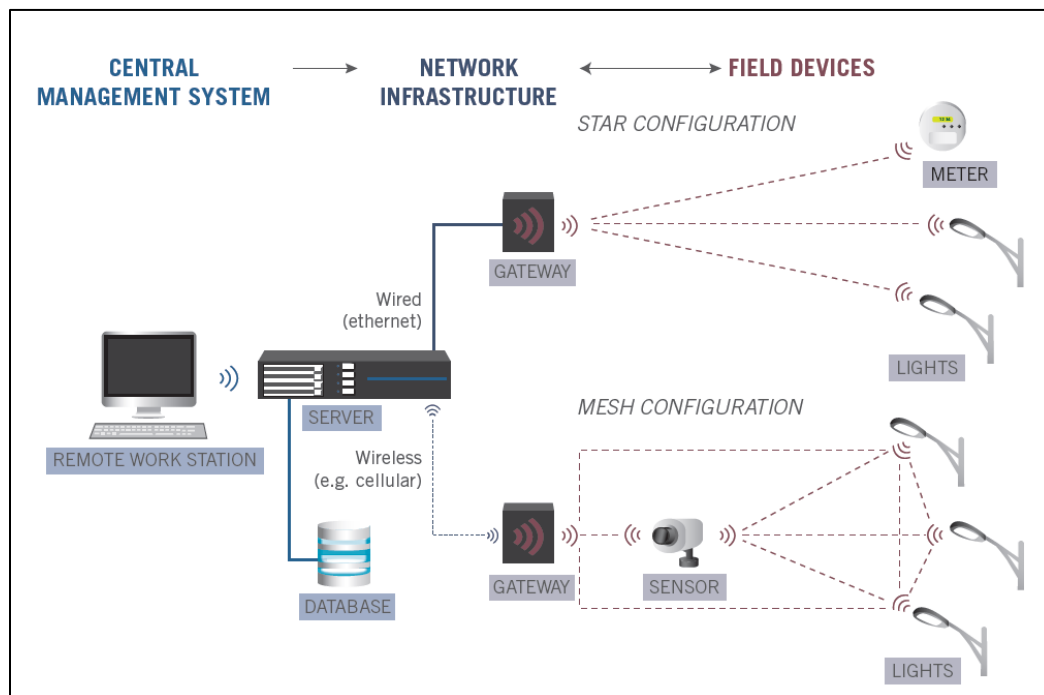 CENTRAL
MANAGEMENT SYSTEM
NETWORK
INFRASTRUCTURE
FIELD DEVICES
STAR CONFIGURATION
METER
GATEWAY
Wired
(ethernet)
LIGHTS
SERVER
REMOTE WORK STATION
MESH CONFIGURATION
Wireless
(e.g. cellular)
GATEWAY
SENSOR
DATABASE
LIGHTS